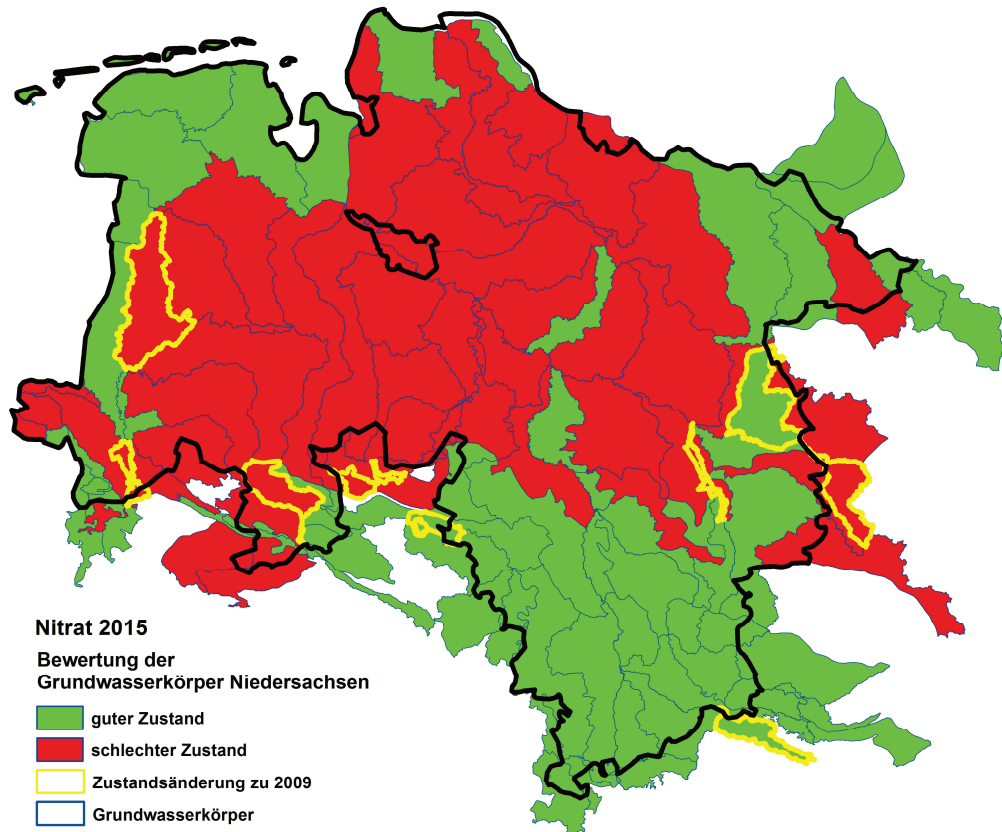 Nitrat 2015
Bewertung der
Grundwasserkörper Niedersachsen
guter Zustand
schlechter Zustand
Zustandsänderung zu 2009
Grundwasserkörper